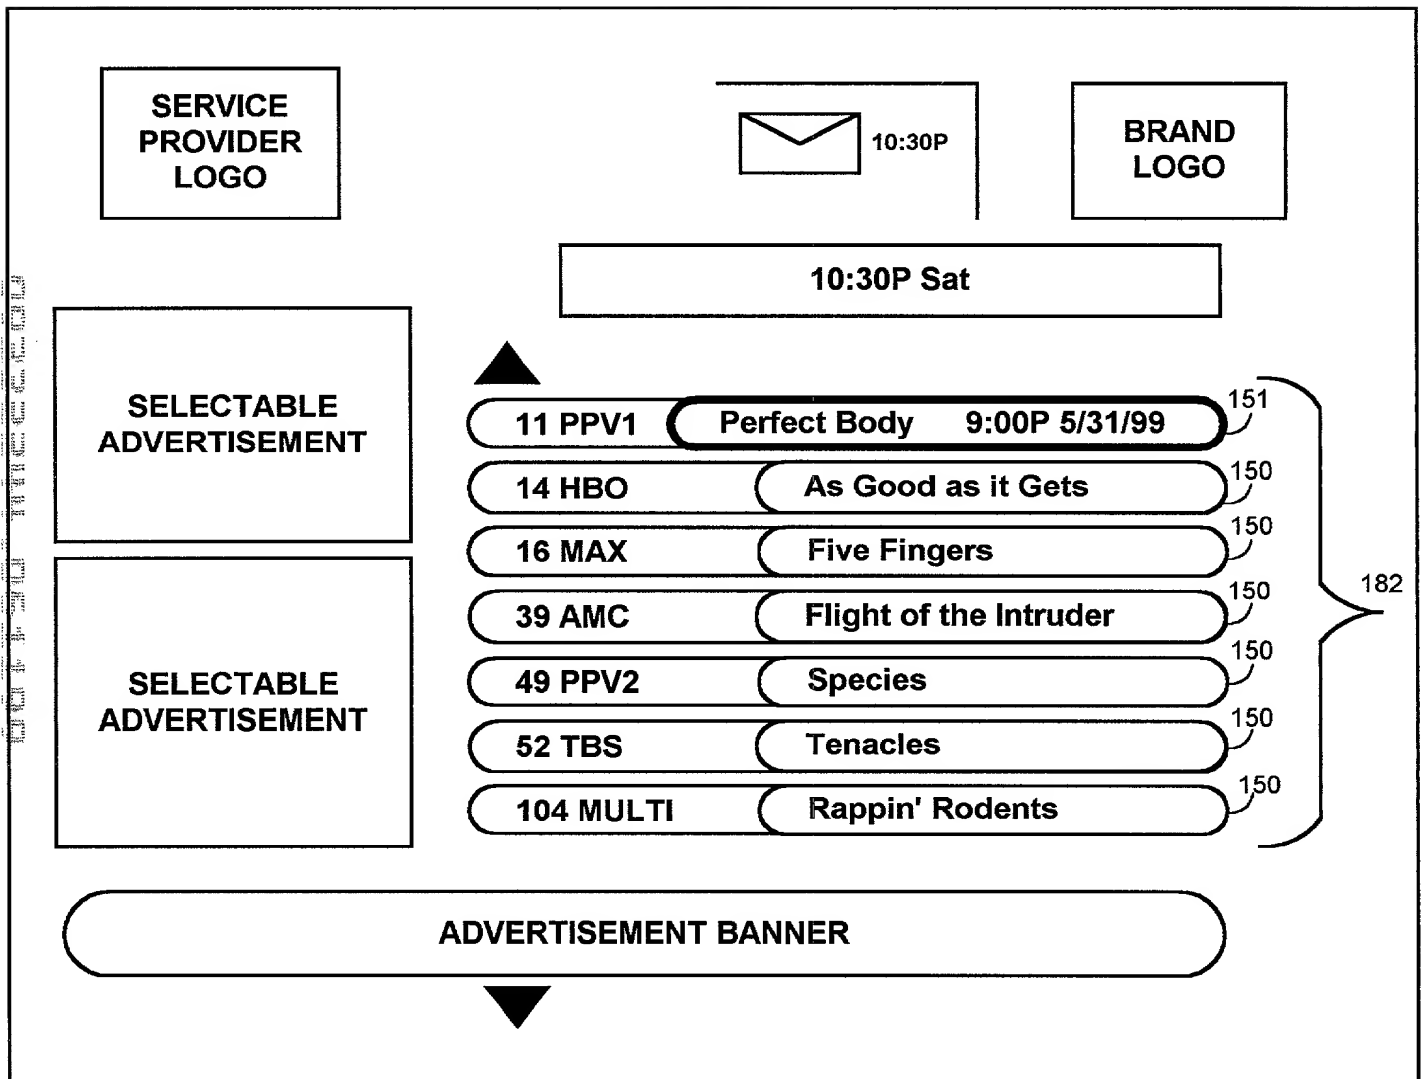 SERVICE
PROVIDER
LOGO
10:30P
BRAND
LOGO
10:30P Sat
SELECTABLE
ADVERTISEMENT
SELECTABLE
ADVERTISEMENT
11 PPV1 Perfect Body 9:00P 5/31/99 151
14 HBO As Good as it Gets 150
16 MAX Five Fingers 150
39 AMC Flight of the Intruder 150
49 PPV2 Species 150
52 TBS Tenacles 150
104 MULTI Rappin' Rodents 150
182
ADVERTISEMENT BANNER